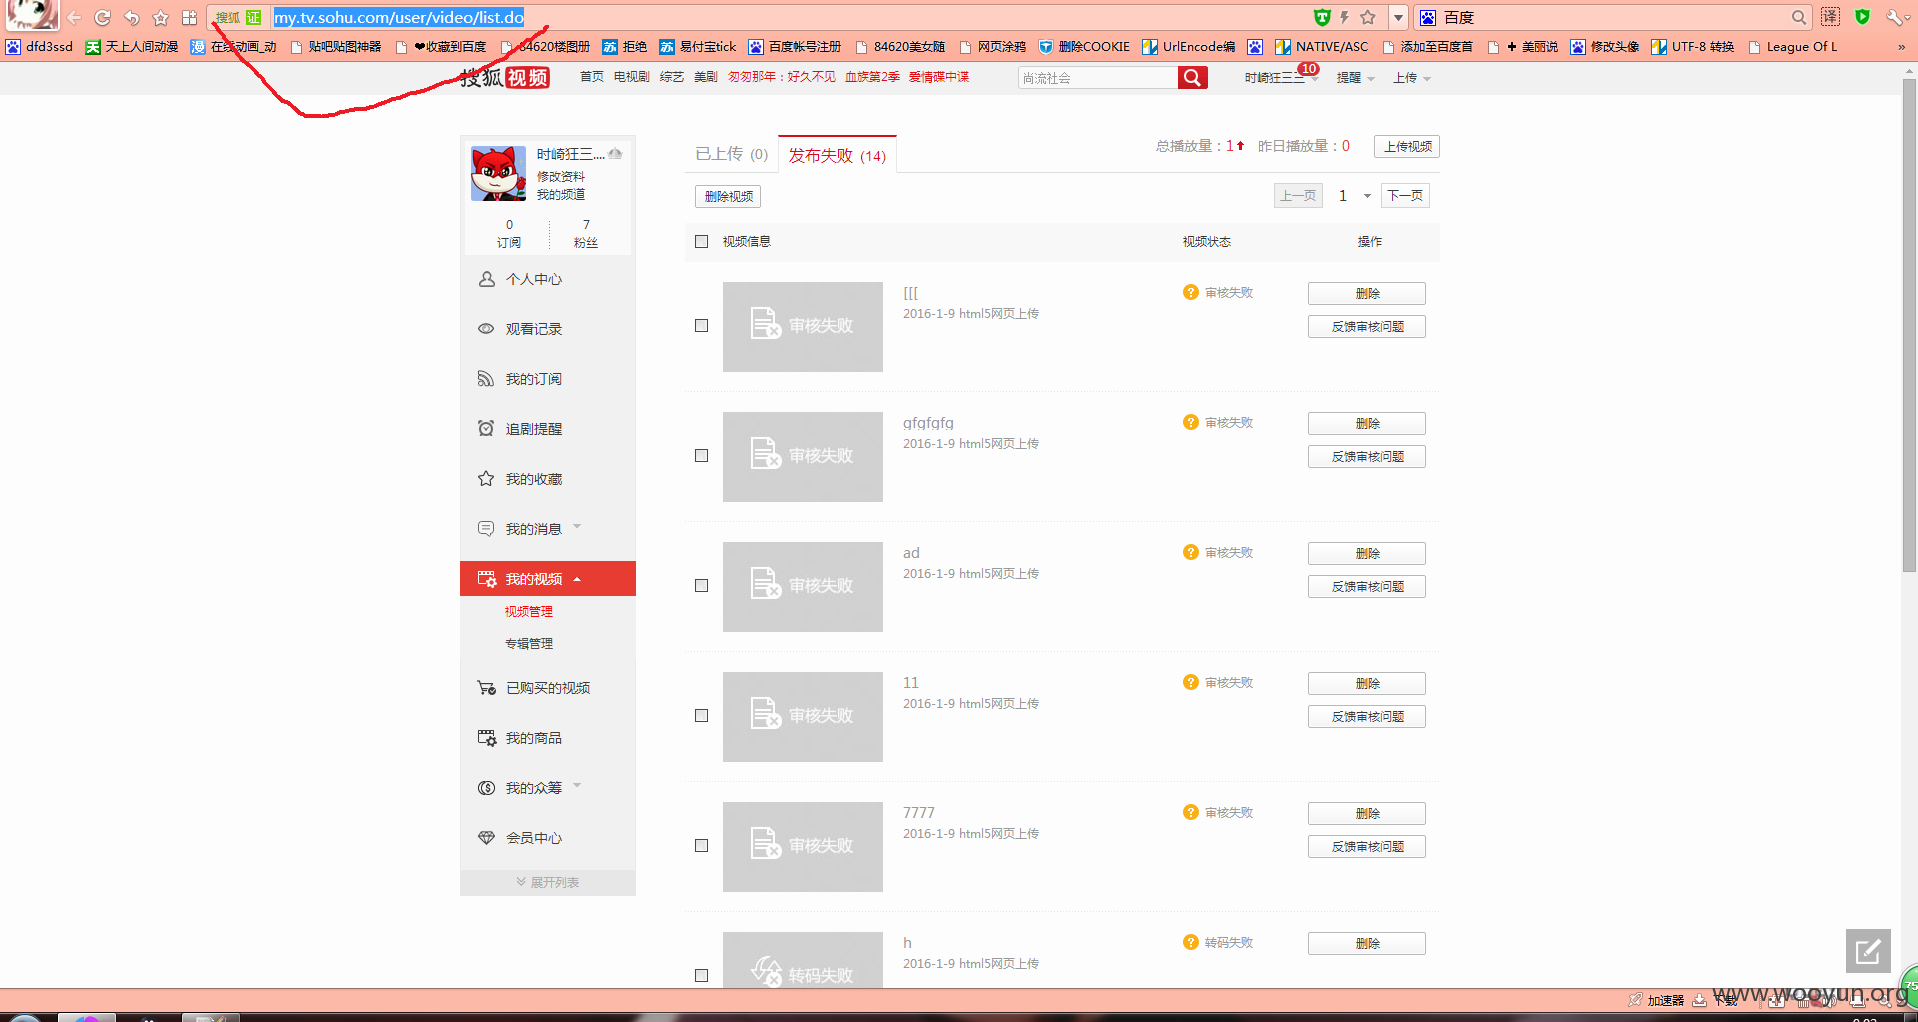 搜狐 证 my.tv.sohu.com/user/video/list.do 百度 译
dfd3ssd 天上人间动漫 在线动画_动 贴吧贴图神器 ❤收藏到百度 84620楼图册 拒绝 易付宝tick 百度帐号注册 84620美女随 网页涂鸦 删除COOKIE UrlEncode编 NATIVE/ASC 添加至百度首 + 美丽说 修改头像 UTF-8 转换 League Of L »
搜狐视频 首页 电视剧 综艺 美剧 匆匆那年：好久不见 血族第2季 爱情碟中谍 尚流社会 时崎狂三三 10 提醒 上传
已上传 (0) 发布失败 (14) 总播放量：1 昨日播放量：0 上传视频
时崎狂三....
修改资料
我的频道
0 7
订阅 粉丝
删除视频 上一页 1 下一页
视频信息 视频状态 操作
个人中心
观看记录
我的订阅
追剧提醒
我的收藏
我的消息
我的视频
视频管理
专辑管理
已购买的视频
我的商品
我的众筹
会员中心
展开列表
审核失败 [[[ 审核失败 删除
2016-1-9 html5网页上传 反馈审核问题
审核失败 gfgfgfg 审核失败 删除
2016-1-9 html5网页上传 反馈审核问题
审核失败 ad 审核失败 删除
2016-1-9 html5网页上传 反馈审核问题
审核失败 11 审核失败 删除
2016-1-9 html5网页上传 反馈审核问题
审核失败 7777 审核失败 删除
2016-1-9 html5网页上传 反馈审核问题
转码失败 h 转码失败 删除
2016-1-9 html5网页上传
75
加速器 下载
www.wooyun.org